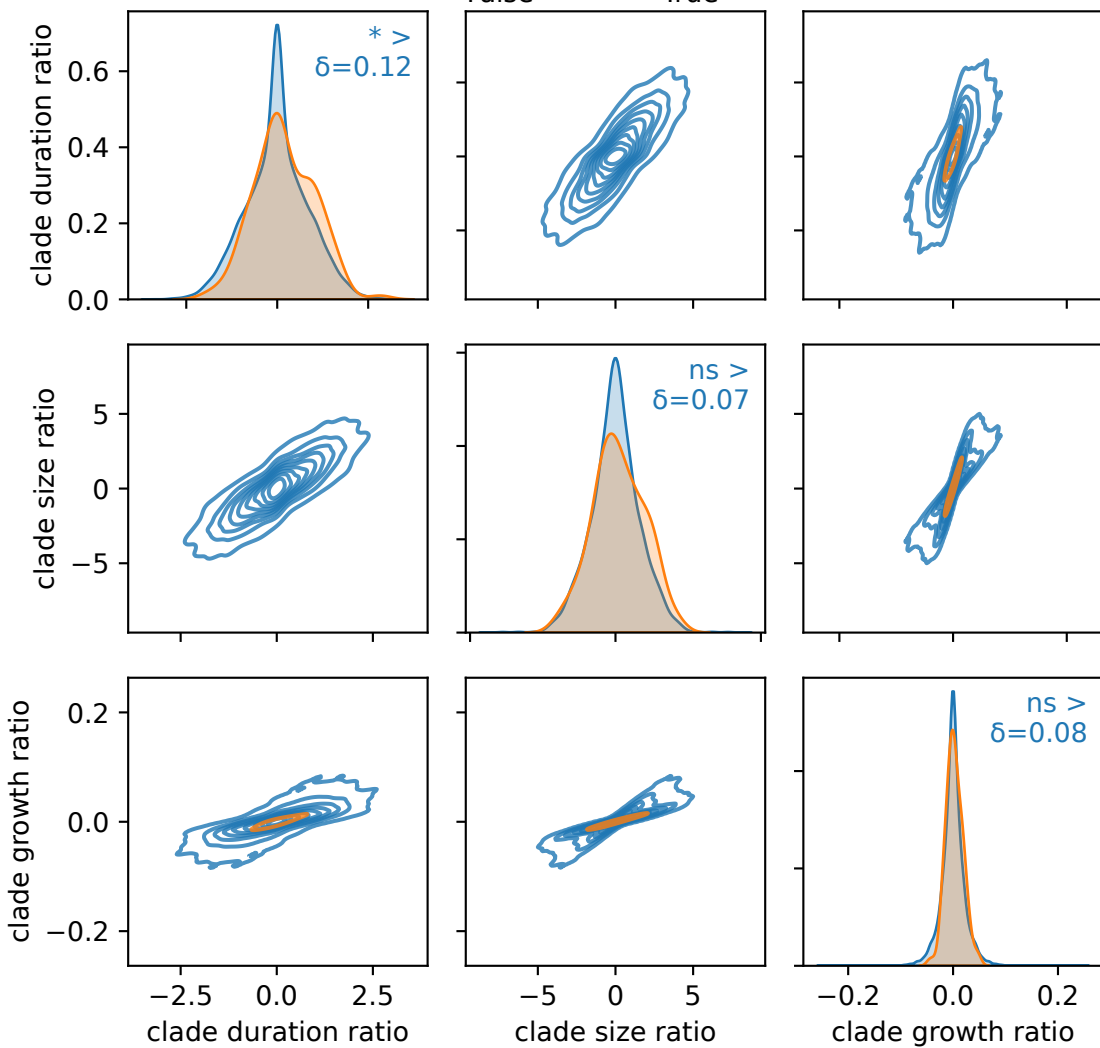 * >
δ=0.12
clade duration ratio
0.6
0.4
0.2
0.0
ns >
δ=0.07
clade size ratio
5
0
−5
ns >
δ=0.08
clade growth ratio
0.2
0.0
−0.2
−2.5 0.0 2.5 −5 0 5 −0.2 0.0 0.2
clade duration ratio clade size ratio clade growth ratio